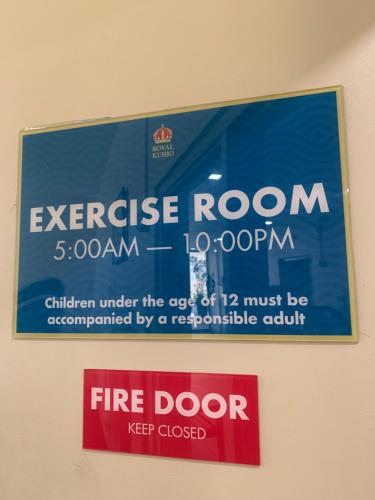 ROYAL
KUHIO
EXERCISE ROOM
5:00AM — 10:00PM
Children under the age of 12 must be
accompanied by a responsible adult
FIRE DOOR
KEEP CLOSED